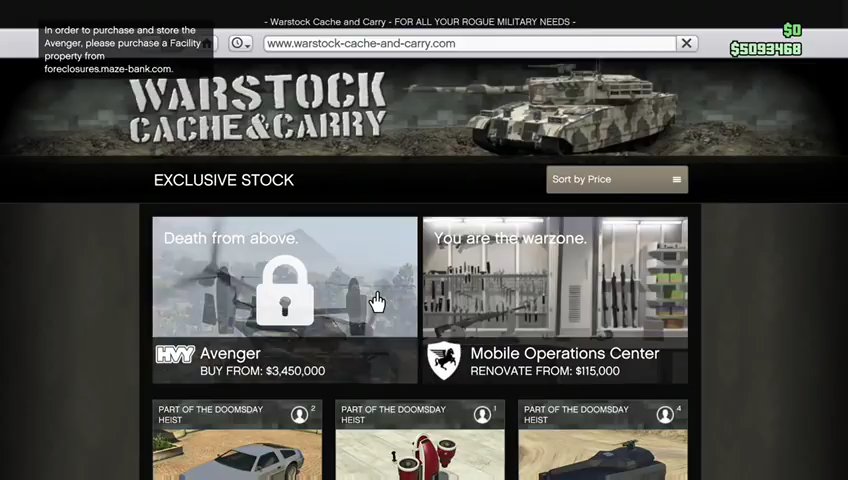 - Warstock Cache and Carry - FOR ALL YOUR ROGUE MILITARY NEEDS -
In order to purchase and store the
Avenger, please purchase a Facility
property from
foreclosures.maze-bank.com.
$0
$5093468
www.warstock-cache-and-carry.com
WARSTOCK
CACHE&CARRY
EXCLUSIVE STOCK
Sort by Price
Death from above.
You are the warzone.
HVY Avenger
BUY FROM: $3,450,000
Mobile Operations Center
RENOVATE FROM: $115,000
PART OF THE DOOMSDAY
HEIST
2
PART OF THE DOOMSDAY
HEIST
1
PART OF THE DOOMSDAY
HEIST
4